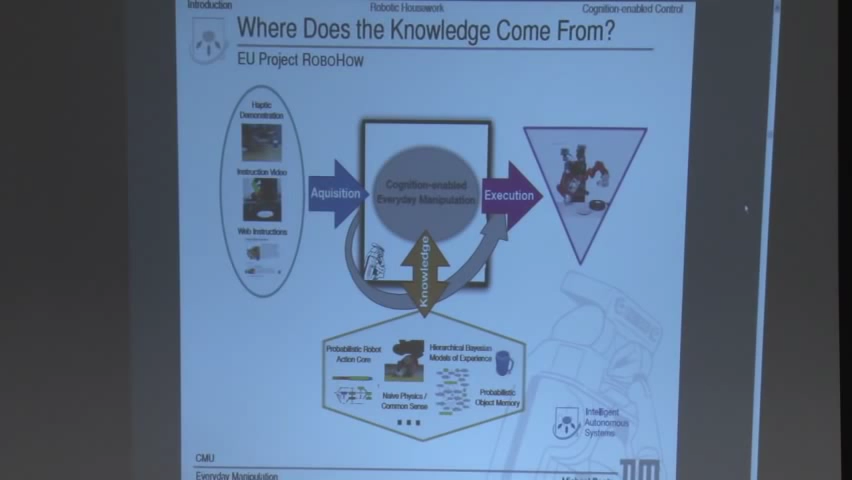 Introduction
Robotic Housework
Cognition-enabled Control
Where Does the Knowledge Come From?
EU Project ROBOHOW
Haptic
Demonstration
Instruction Video
Web Instructions
Aquisition
Cognition-enabled
Everyday Manipulation
Execution
Knowledge
Probabilistic Robot
Action Core
Hierarchical Bayesian
Models of Experience
Naive Physics /
Common Sense
Probabilistic
Object Memory
Intelligent
Autonomous
Systems
CMU
Everyday Manipulation